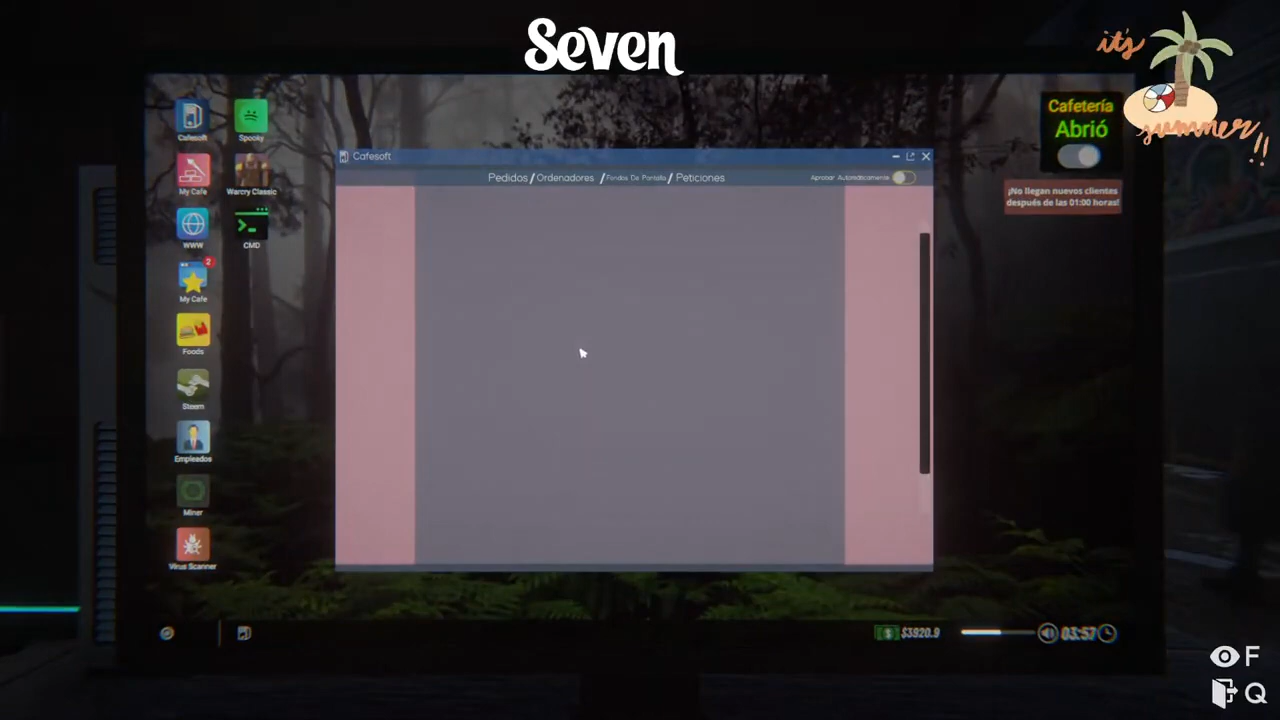 Seven
it's
summer!!
Cafesoft
Spooky
My Cafe
Warcry Classic
WWW
CMD
2
My Cafe
Foods
Steem
Empleados
Miner
Virus Scanner
Cafesoft
Pedidos / Ordenadores / Fondos De Pantalla / Peticiones
Aprobar Automáticamente
Cafetería
Abrió
¡No llegan nuevos clientes
después de las 01:00 horas!
$3920.9
03:57
F
Q